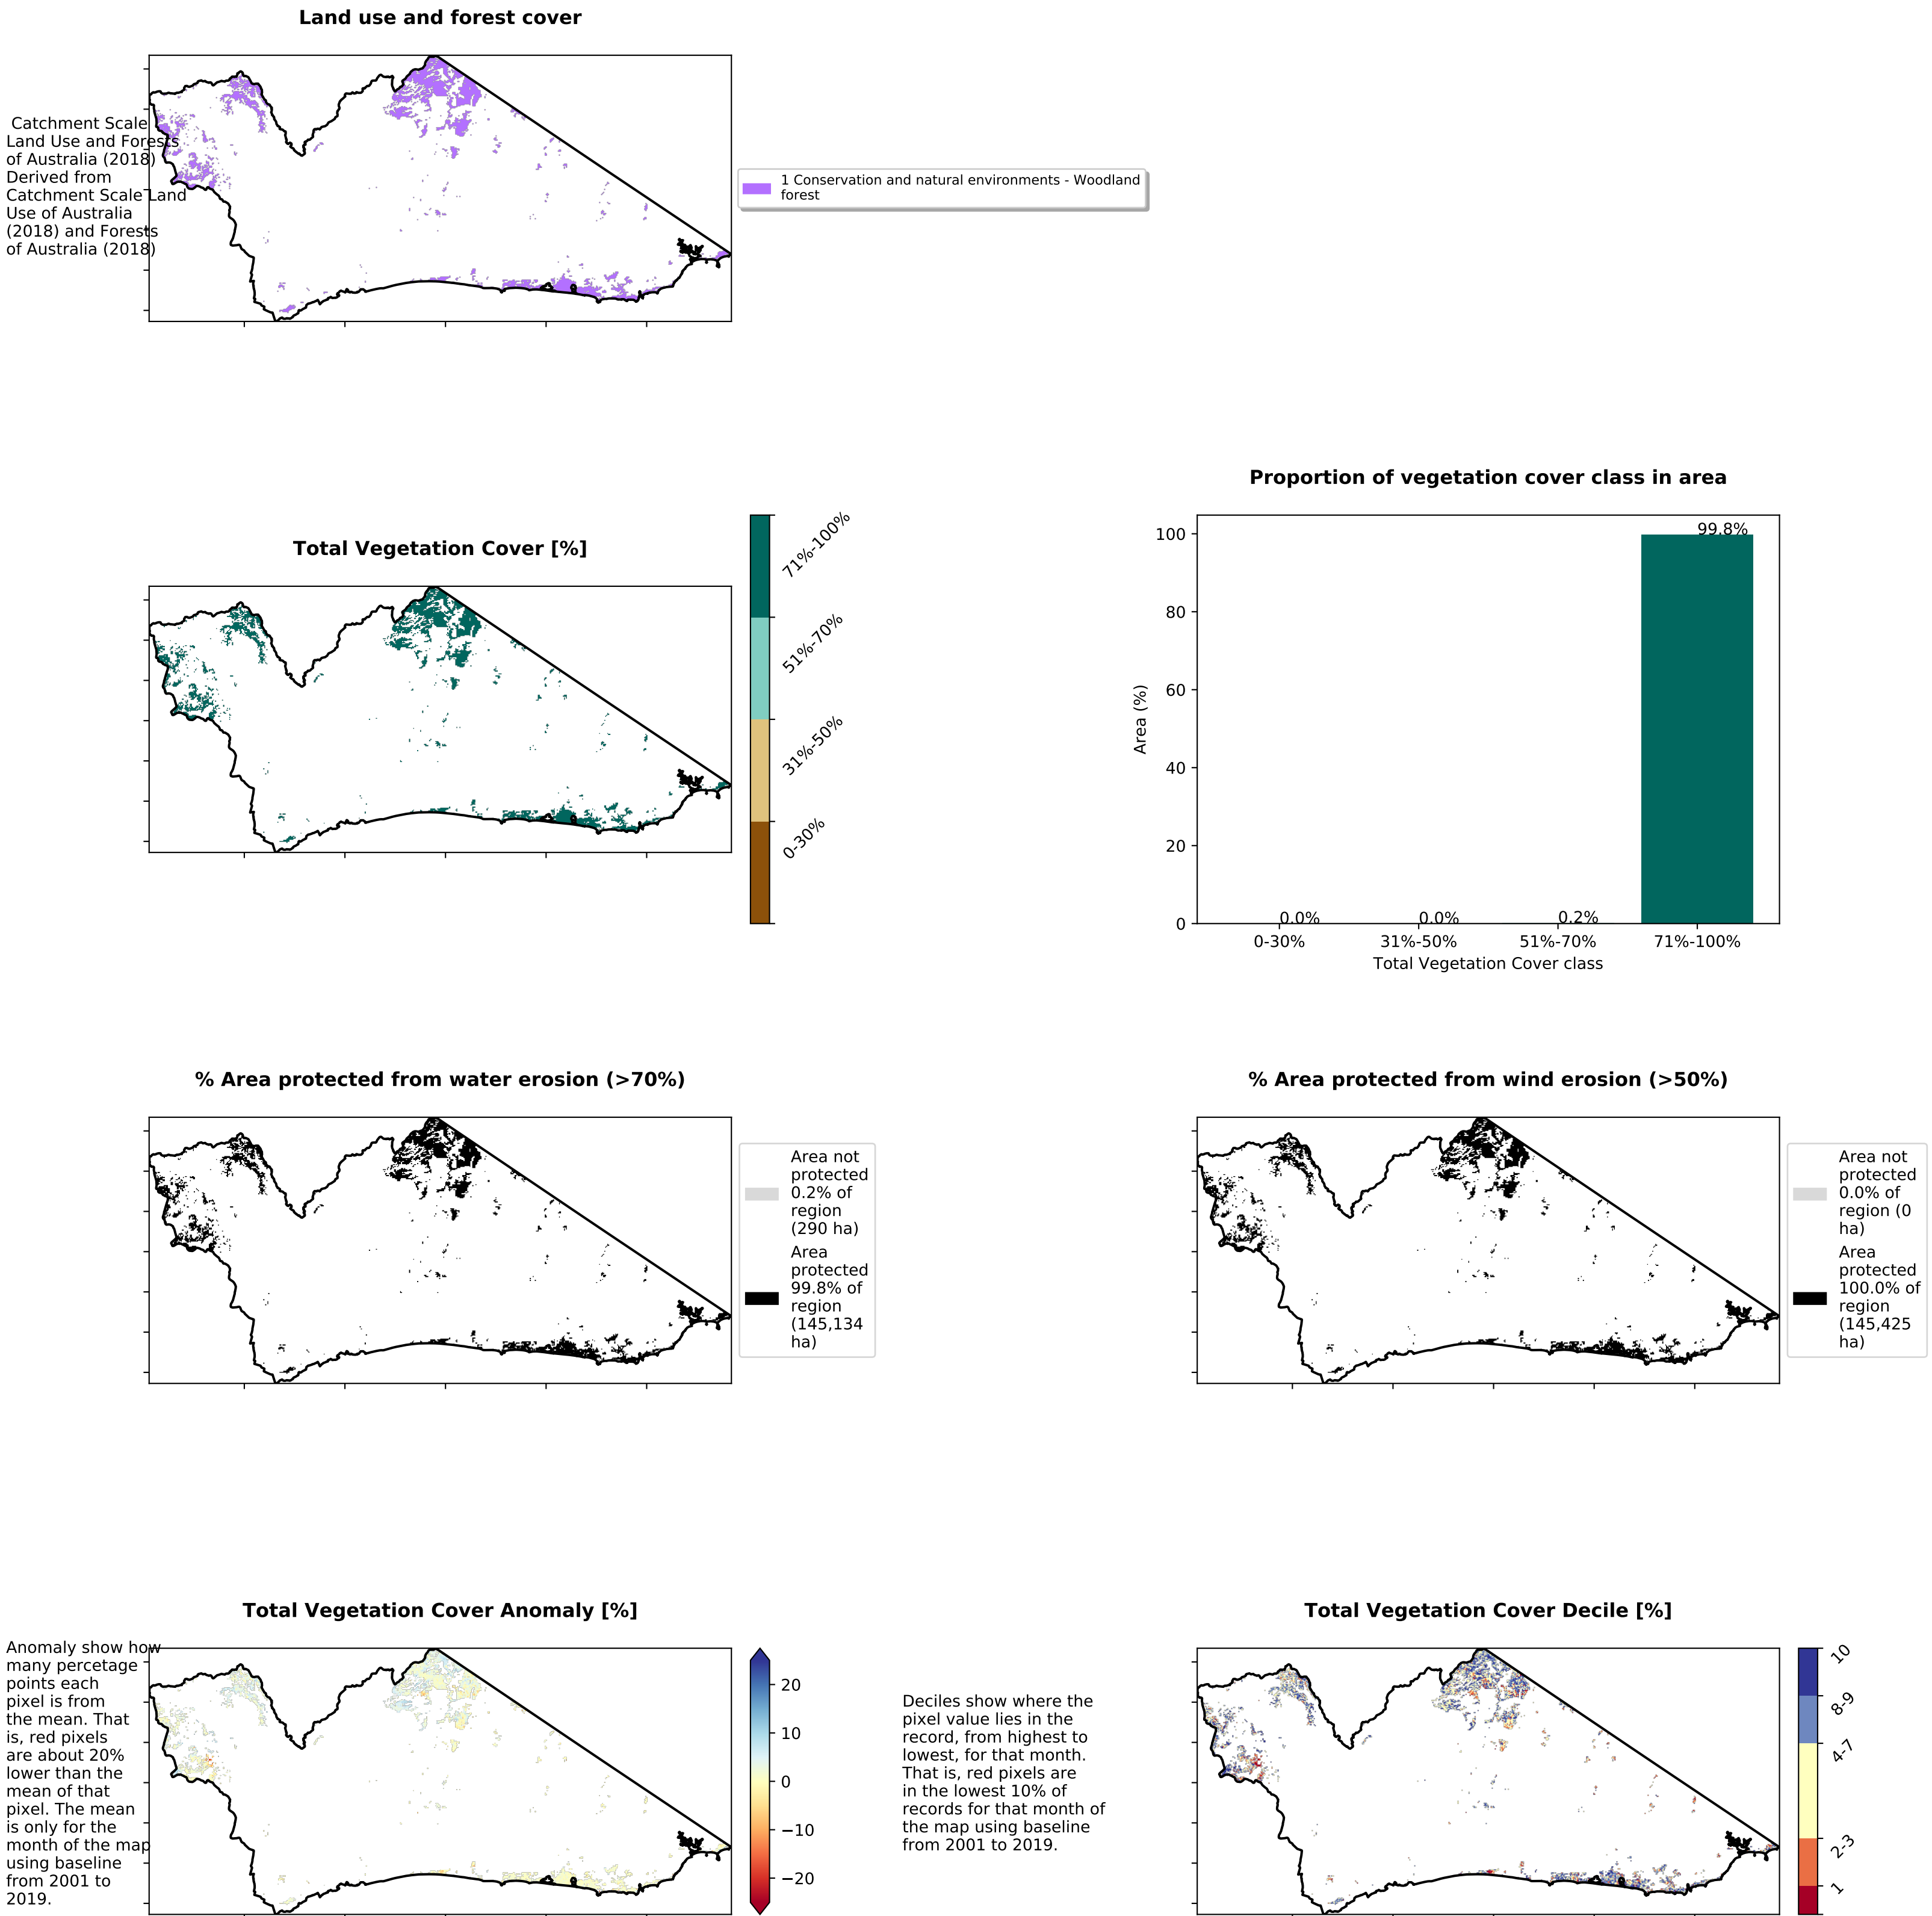 Land use and forest cover
Catchment Scale
Land Use and Forests
of Australia (2018)
Derived from
Catchment Scale Land
Use of Australia
(2018) and Forests
of Australia (2018)
1 Conservation and natural environments - Woodland
forest
Total Vegetation Cover [%]
71%-100%
51%-70%
31%-50%
0-30%
Proportion of vegetation cover class in area
Area (%)
100
80
60
40
20
0
0.0%
0.0%
0.2%
99.8%
0-30%
31%-50%
51%-70%
71%-100%
Total Vegetation Cover class
% Area protected from water erosion (>70%)
Area not
protected
0.2% of
region
(290 ha)
Area
protected
99.8% of
region
(145,134
ha)
% Area protected from wind erosion (>50%)
Area not
protected
0.0% of
region (0
ha)
Area
protected
100.0% of
region
(145,425
ha)
Total Vegetation Cover Anomaly [%]
Anomaly show how
many percetage
points each
pixel is from
the mean. That
is, red pixels
are about 20%
lower than the
mean of that
pixel. The mean
is only for the
month of the map
using baseline
from 2001 to
2019.
20
10
0
−10
−20
Total Vegetation Cover Decile [%]
Deciles show where the
pixel value lies in the
record, from highest to
lowest, for that month.
That is, red pixels are
in the lowest 10% of
records for that month of
the map using baseline
from 2001 to 2019.
10
8-9
4-7
2-3
1